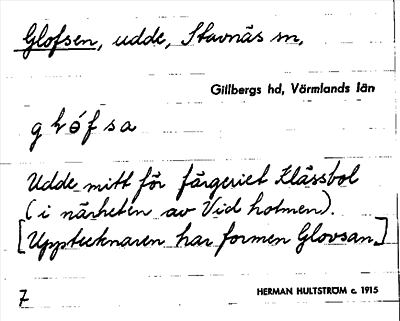 Glofsen, udde, Stavnäs sn,
Gillbergs hd, Värmlands län
Udde mitt för färgeriet Klässbol
(i närheten av Vid holmen).
[Upptecknaren har formen Glovsan.]
7
HERMAN HULTSTRÖM c. 1915